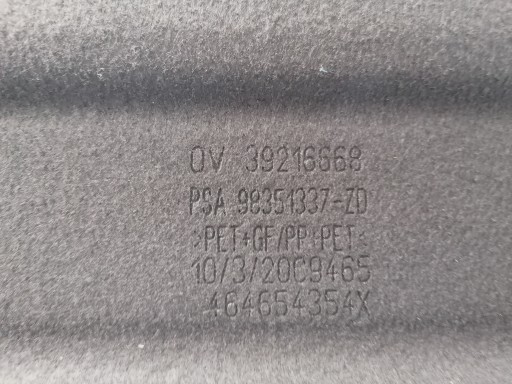 OV 39216668
PSA 98351337-ZD
>PET+GF/PP+PET<
10/3/20C9465
464654354X